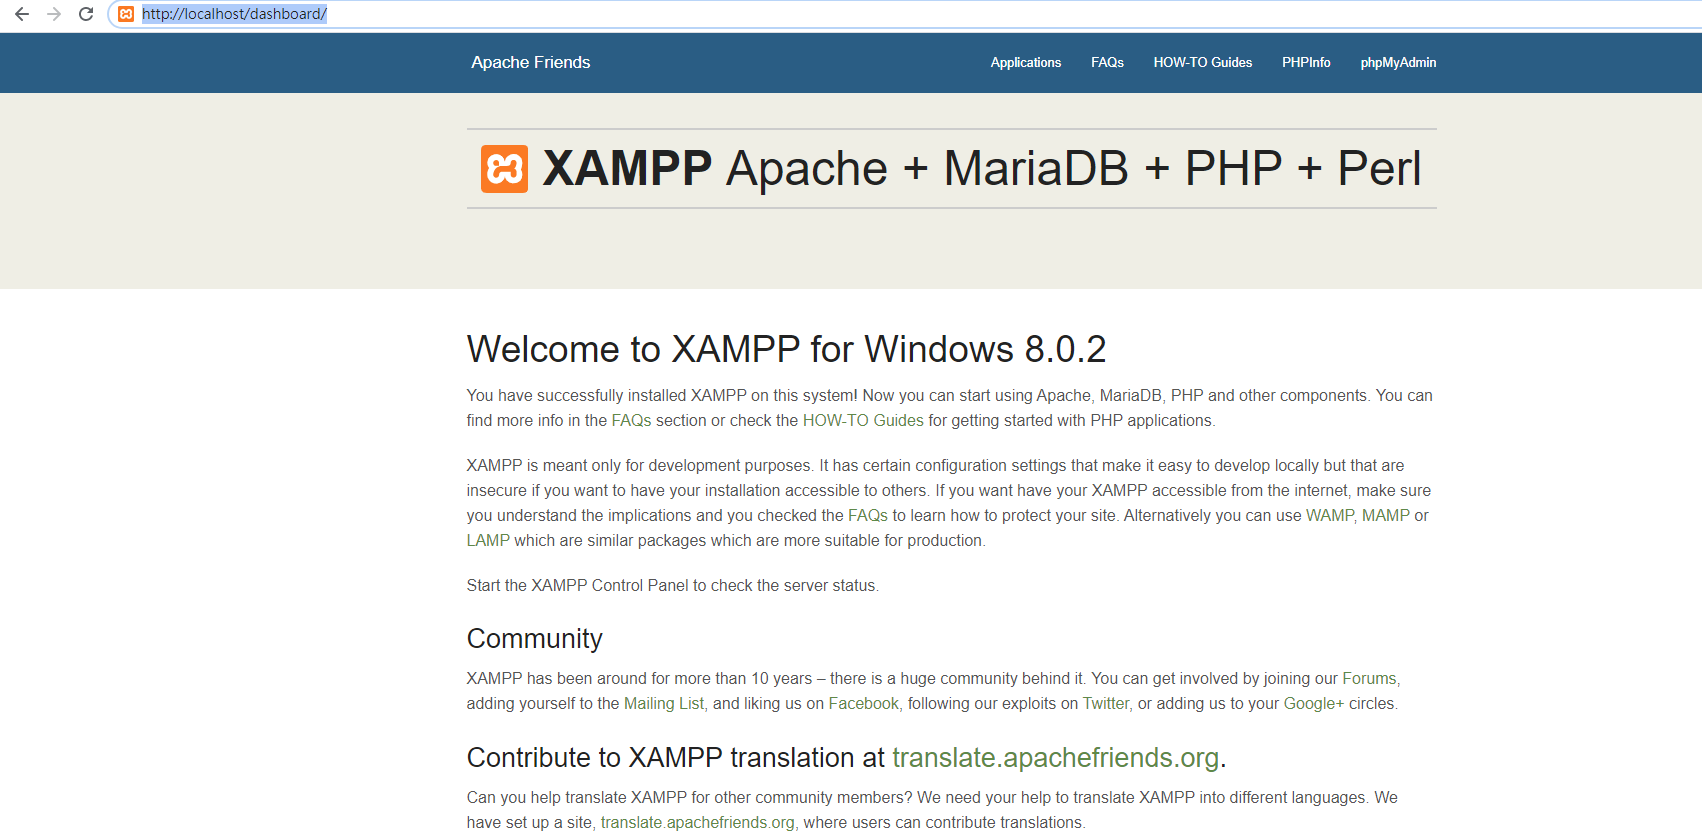 http://localhost/dashboard/
Apache Friends
Applications FAQs HOW-TO Guides PHPInfo phpMyAdmin
XAMPP Apache + MariaDB + PHP + Perl
Welcome to XAMPP for Windows 8.0.2
You have successfully installed XAMPP on this system! Now you can start using Apache, MariaDB, PHP and other components. You can
find more info in the FAQs section or check the HOW-TO Guides for getting started with PHP applications.
XAMPP is meant only for development purposes. It has certain configuration settings that make it easy to develop locally but that are
insecure if you want to have your installation accessible to others. If you want have your XAMPP accessible from the internet, make sure
you understand the implications and you checked the FAQs to learn how to protect your site. Alternatively you can use WAMP, MAMP or
LAMP which are similar packages which are more suitable for production.
Start the XAMPP Control Panel to check the server status.
Community
XAMPP has been around for more than 10 years – there is a huge community behind it. You can get involved by joining our Forums,
adding yourself to the Mailing List, and liking us on Facebook, following our exploits on Twitter, or adding us to your Google+ circles.
Contribute to XAMPP translation at translate.apachefriends.org.
Can you help translate XAMPP for other community members? We need your help to translate XAMPP into different languages. We
have set up a site, translate.apachefriends.org, where users can contribute translations.